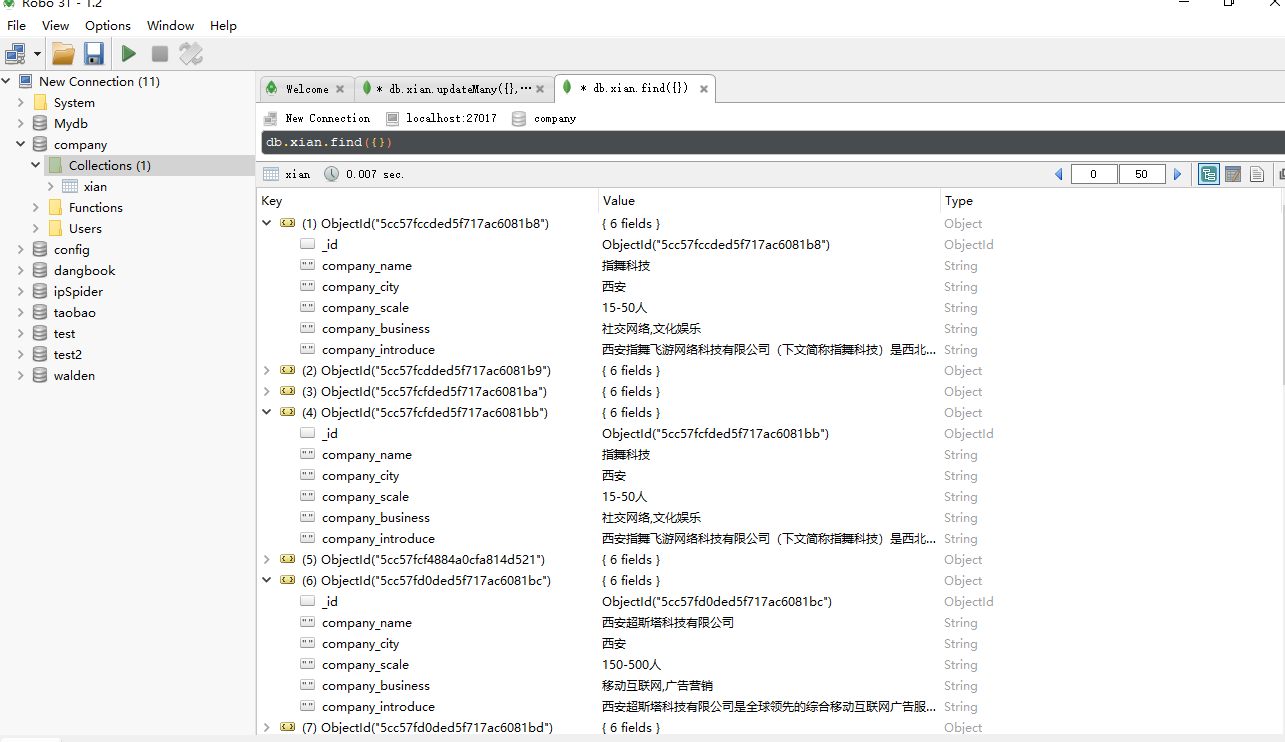 Robo 3T - 1.2
File View Options Window Help
New Connection (11)
System
Mydb
company
Collections (1)
xian
Functions
Users
config
dangbook
ipSpider
taobao
test
test2
walden
Welcome
* db.xian.updateMany({},···
* db.xian.find({})
New Connection localhost:27017 company
db.xian.find({})
xian 0.007 sec. 0 50
Key Value Type
(1) ObjectId("5cc57fccded5f717ac6081b8") { 6 fields } Object
_id ObjectId("5cc57fccded5f717ac6081b8") ObjectId
company_name 指舞科技 String
company_city 西安 String
company_scale 15-50人 String
company_business 社交网络,文化娱乐 String
company_introduce 西安指舞飞游网络科技有限公司（下文简称指舞科技）是西北... String
(2) ObjectId("5cc57fcdded5f717ac6081b9") { 6 fields } Object
(3) ObjectId("5cc57fcfded5f717ac6081ba") { 6 fields } Object
(4) ObjectId("5cc57fcfded5f717ac6081bb") { 6 fields } Object
_id ObjectId("5cc57fcfded5f717ac6081bb") ObjectId
company_name 指舞科技 String
company_city 西安 String
company_scale 15-50人 String
company_business 社交网络,文化娱乐 String
company_introduce 西安指舞飞游网络科技有限公司（下文简称指舞科技）是西北... String
(5) ObjectId("5cc57fcf4884a0cfa814d521") { 6 fields } Object
(6) ObjectId("5cc57fd0ded5f717ac6081bc") { 6 fields } Object
_id ObjectId("5cc57fd0ded5f717ac6081bc") ObjectId
company_name 西安超斯塔科技有限公司 String
company_city 西安 String
company_scale 150-500人 String
company_business 移动互联网,广告营销 String
company_introduce 西安超斯塔科技有限公司是全球领先的综合移动互联网广告服... String
(7) ObjectId("5cc57fd0ded5f717ac6081bd") { 6 fields } Object